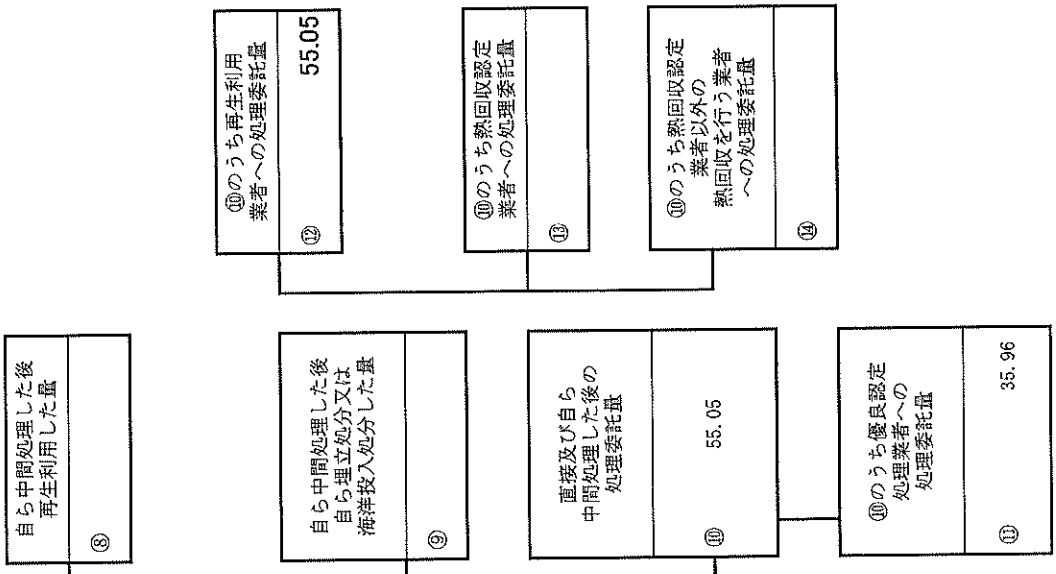 自ら中間処理した後
再生利用した量
⑧
自ら中間処理した後
自ら埋立処分又は
海洋投入処分した量
⑨
直接及び自ら
中間処理した後の
処理委託量
⑩ 55.05
⑩のうち優良認定
処理業者への
処理委託量
⑪ 35.96
⑩のうち再生利用
業者への処理委託量
⑫ 55.05
⑩のうち熱回収認定
業者への処理委託量
⑬
⑩のうち熱回収認定
業者以外の
熱回収を行う業者
への処理委託量
⑭